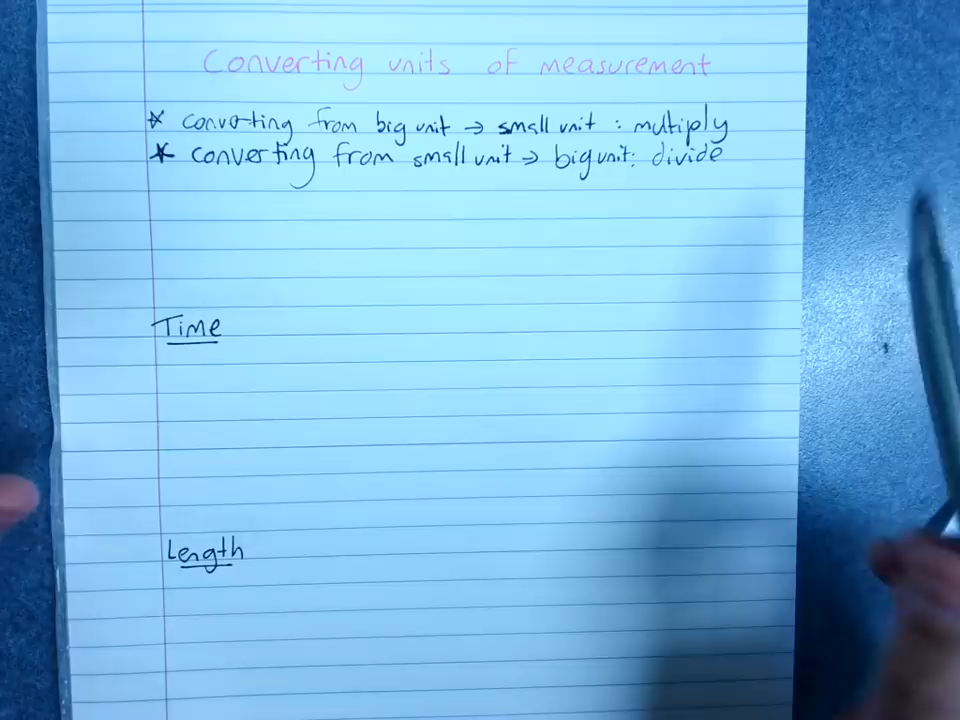 Converting units of measurement
* converting from big unit → small unit : multiply
* converting from small unit → big unit: divide
Time
Length